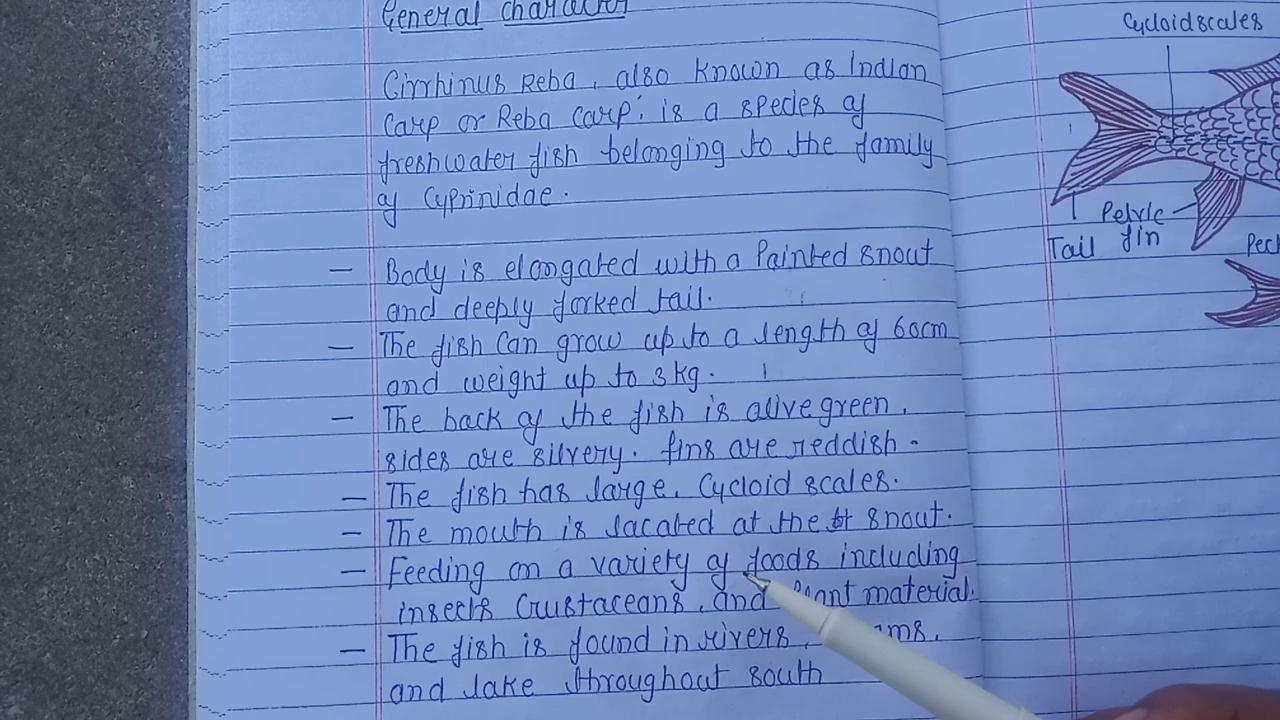 General character
Cirrhinus Reba, also known as Indian
Carp or Reba carp, is a species of
freshwater fish belonging to the family
of Cyprinidae.
— Body is elongated with a Pointed snout
and deeply forked tail.
— The fish can grow up to a length of 60cm
and weight up to 3 kg.
— The back of the fish is olive green,
sides are silvery. fins are reddish.
— The fish has large, Cycloid scales.
— The mouth is located at the snout.
— Feeding on a variety of foods including
insects Crustaceans, and plant material.
— The fish is found in rivers,
and lake throughout south
Cycloid scales
Pelvic
fin
Tail